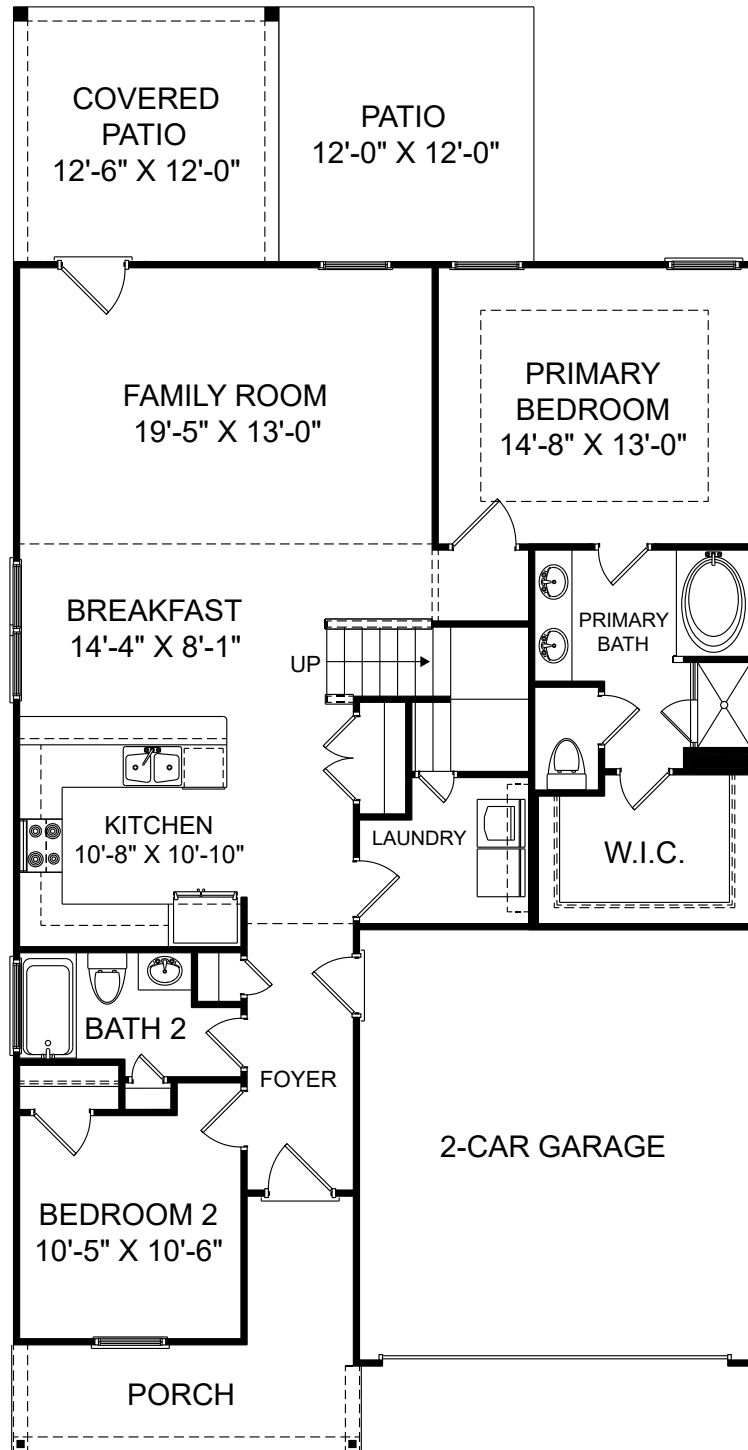 COVERED
PATIO
12'-6" X 12'-0"
PATIO
12'-0" X 12'-0"
FAMILY ROOM
19'-5" X 13'-0"
PRIMARY
BEDROOM
14'-8" X 13'-0"
BREAKFAST
14'-4" X 8'-1"
UP
PRIMARY
BATH
KITCHEN
10'-8" X 10'-10"
LAUNDRY
W.I.C.
BATH 2
FOYER
2-CAR GARAGE
BEDROOM 2
10'-5" X 10'-6"
PORCH